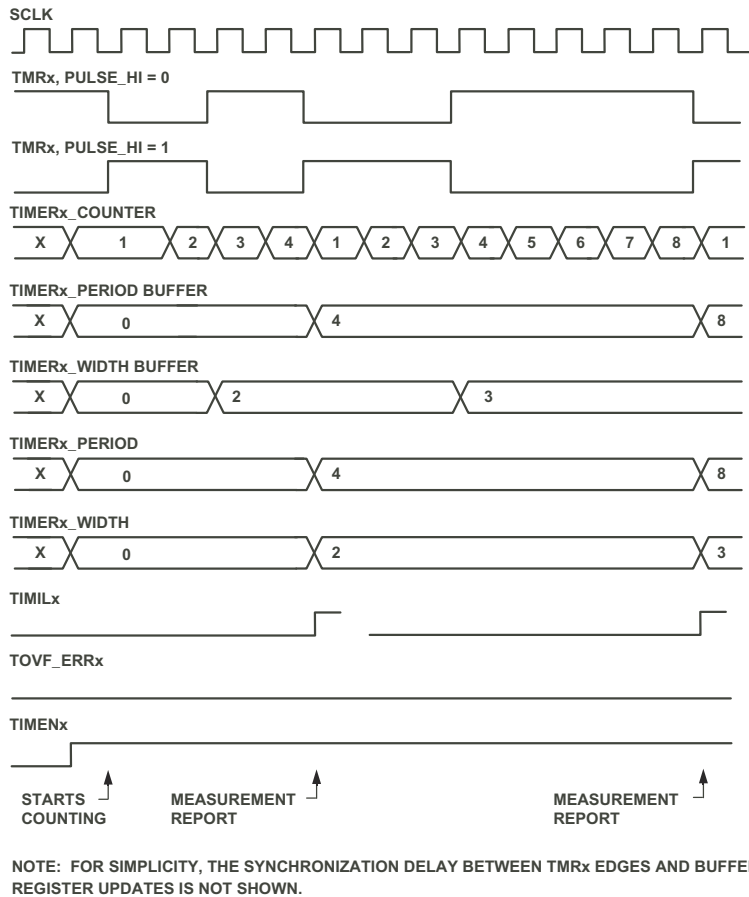 SCLK
TMRx, PULSE_HI = 0
TMRx, PULSE_HI = 1
TIMERx_COUNTER
X 1 2 3 4 1 2 3 4 5 6 7 8 1
TIMERx_PERIOD BUFFER
X 0 4 8
TIMERx_WIDTH BUFFER
X 0 2 3
TIMERx_PERIOD
X 0 4 8
TIMERx_WIDTH
X 0 2 3
TIMILx
TOVF_ERRx
TIMENx
STARTS COUNTING
MEASUREMENT REPORT
MEASUREMENT REPORT
NOTE: FOR SIMPLICITY, THE SYNCHRONIZATION DELAY BETWEEN TMRx EDGES AND BUFFE
REGISTER UPDATES IS NOT SHOWN.